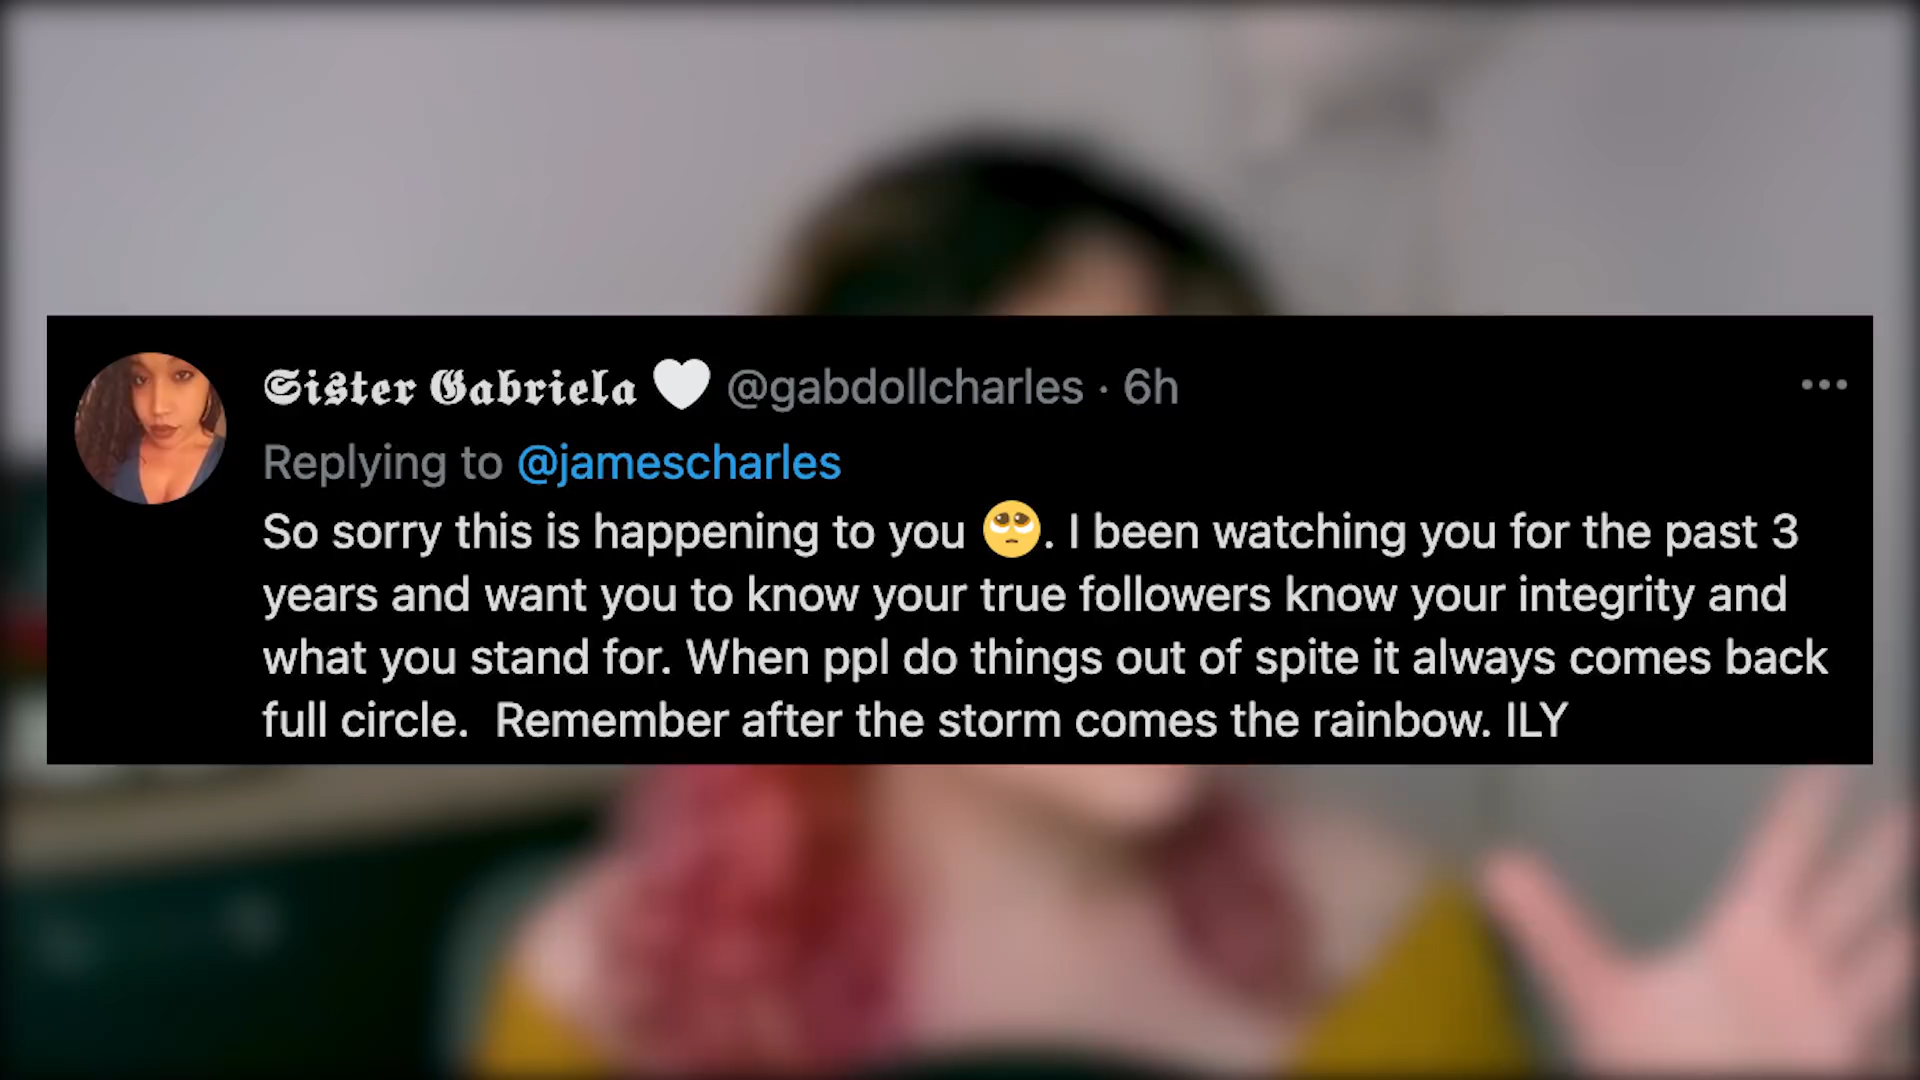 Sister Gabriela 🤍 @gabdollcharles · 6h
Replying to @jamescharles
So sorry this is happening to you 🥺. I been watching you for the past 3
years and want you to know your true followers know your integrity and
what you stand for. When ppl do things out of spite it always comes back
full circle.  Remember after the storm comes the rainbow. ILY